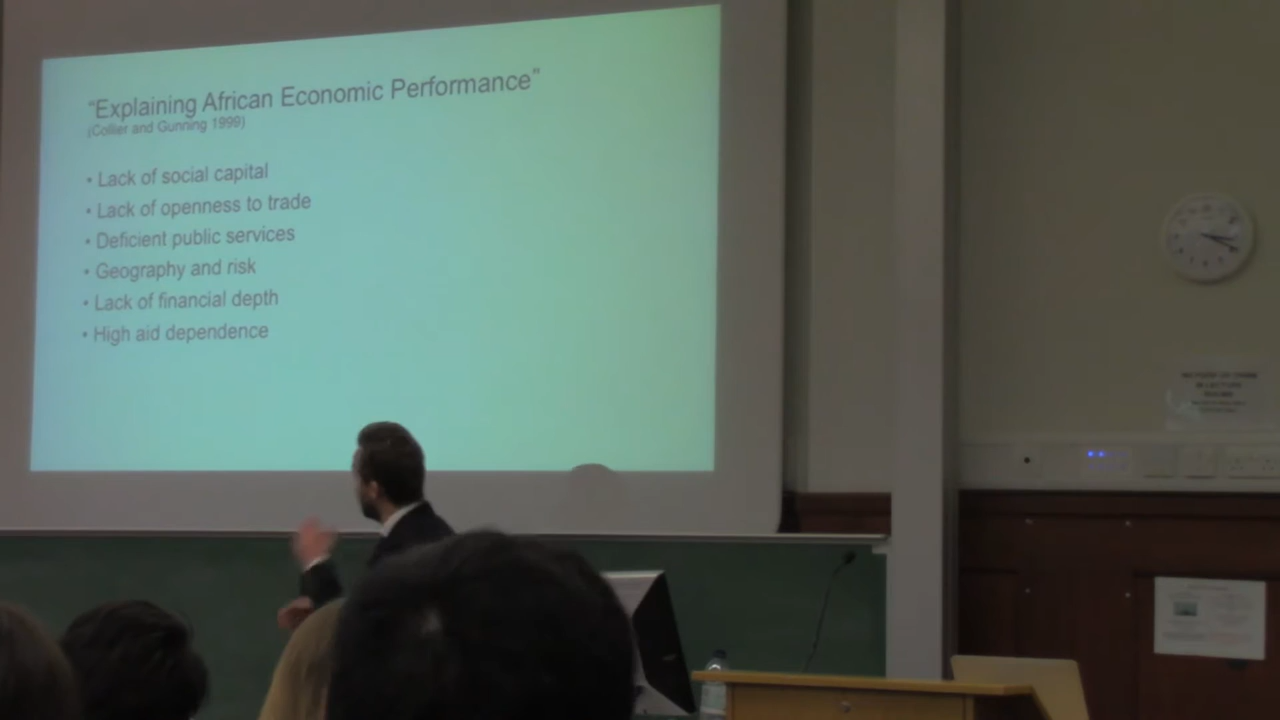 “Explaining African Economic Performance”
(Collier and Gunning 1999)
• Lack of social capital
• Lack of openness to trade
• Deficient public services
• Geography and risk
• Lack of financial depth
• High aid dependence